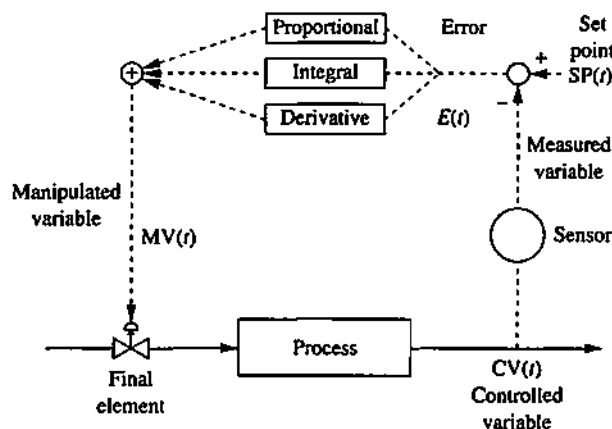 Proportional
Error
Set
point
SP(t)
+
+
Integral
−
Derivative
E(t)
Measured
variable
Manipulated
variable
MV(t)
Sensor
Process
Final
element
CV(t)
Controlled
variable